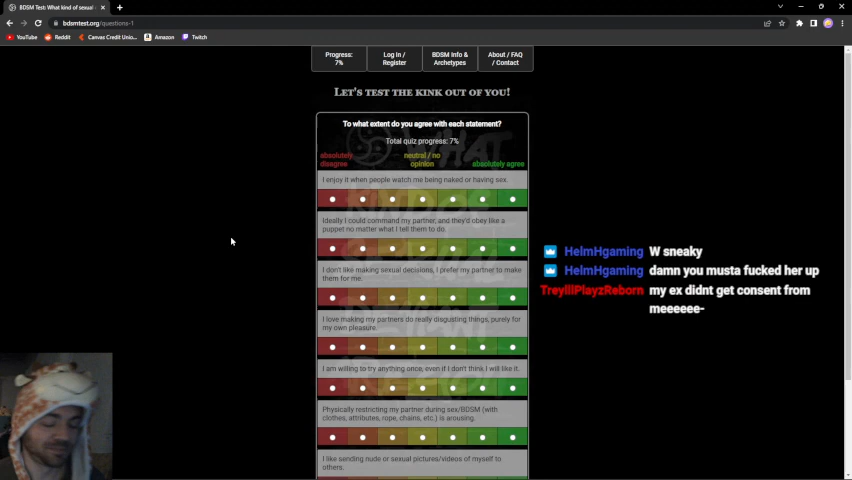 BDSM Test: What kind of sexual
bdsmtest.org/questions-1
YouTube
Reddit
Canvas Credit Unio...
Amazon
Twitch
Progress:
7%
Log in /
Register
BDSM Info &
Archetypes
About / FAQ
/ Contact
Let's test the kink out of you!
To what extent do you agree with each statement?
Total quiz progress: 7%
absolutely
disagree
neutral / no
opinion
absolutely agree
I enjoy it when people watch me being naked or having sex.
Ideally I could command my partner, and they'd obey like a
puppet no matter what I tell them to do.
I don't like making sexual decisions, I prefer my partner to make
them for me.
I love making my partners do really disgusting things, purely for
my own pleasure.
I am willing to try anything once, even if I don't think I will like it.
Physically restricting my partner during sex/BDSM (with
clothes, attributes, rope, chains, etc.) is arousing.
I like sending nude or sexual pictures/videos of myself to
others.
HelmHgaming W sneaky
HelmHgaming damn you musta fucked her up
my ex didnt get consent from
meeeeee-